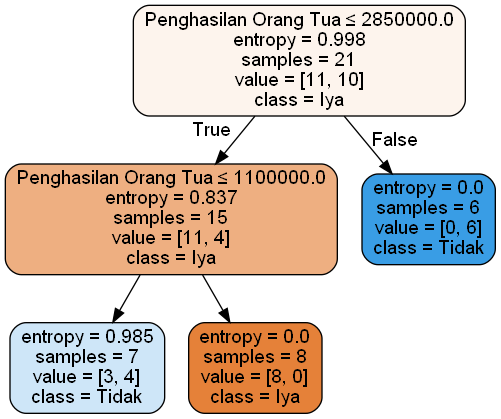 Penghasilan Orang Tua ≤ 2850000.0
entropy = 0.998
samples = 21
value = [11, 10]
class = Iya
True
False
Penghasilan Orang Tua ≤ 1100000.0
entropy = 0.837
samples = 15
value = [11, 4]
class = Iya
entropy = 0.0
samples = 6
value = [0, 6]
class = Tidak
entropy = 0.985
samples = 7
value = [3, 4]
class = Tidak
entropy = 0.0
samples = 8
value = [8, 0]
class = Iya